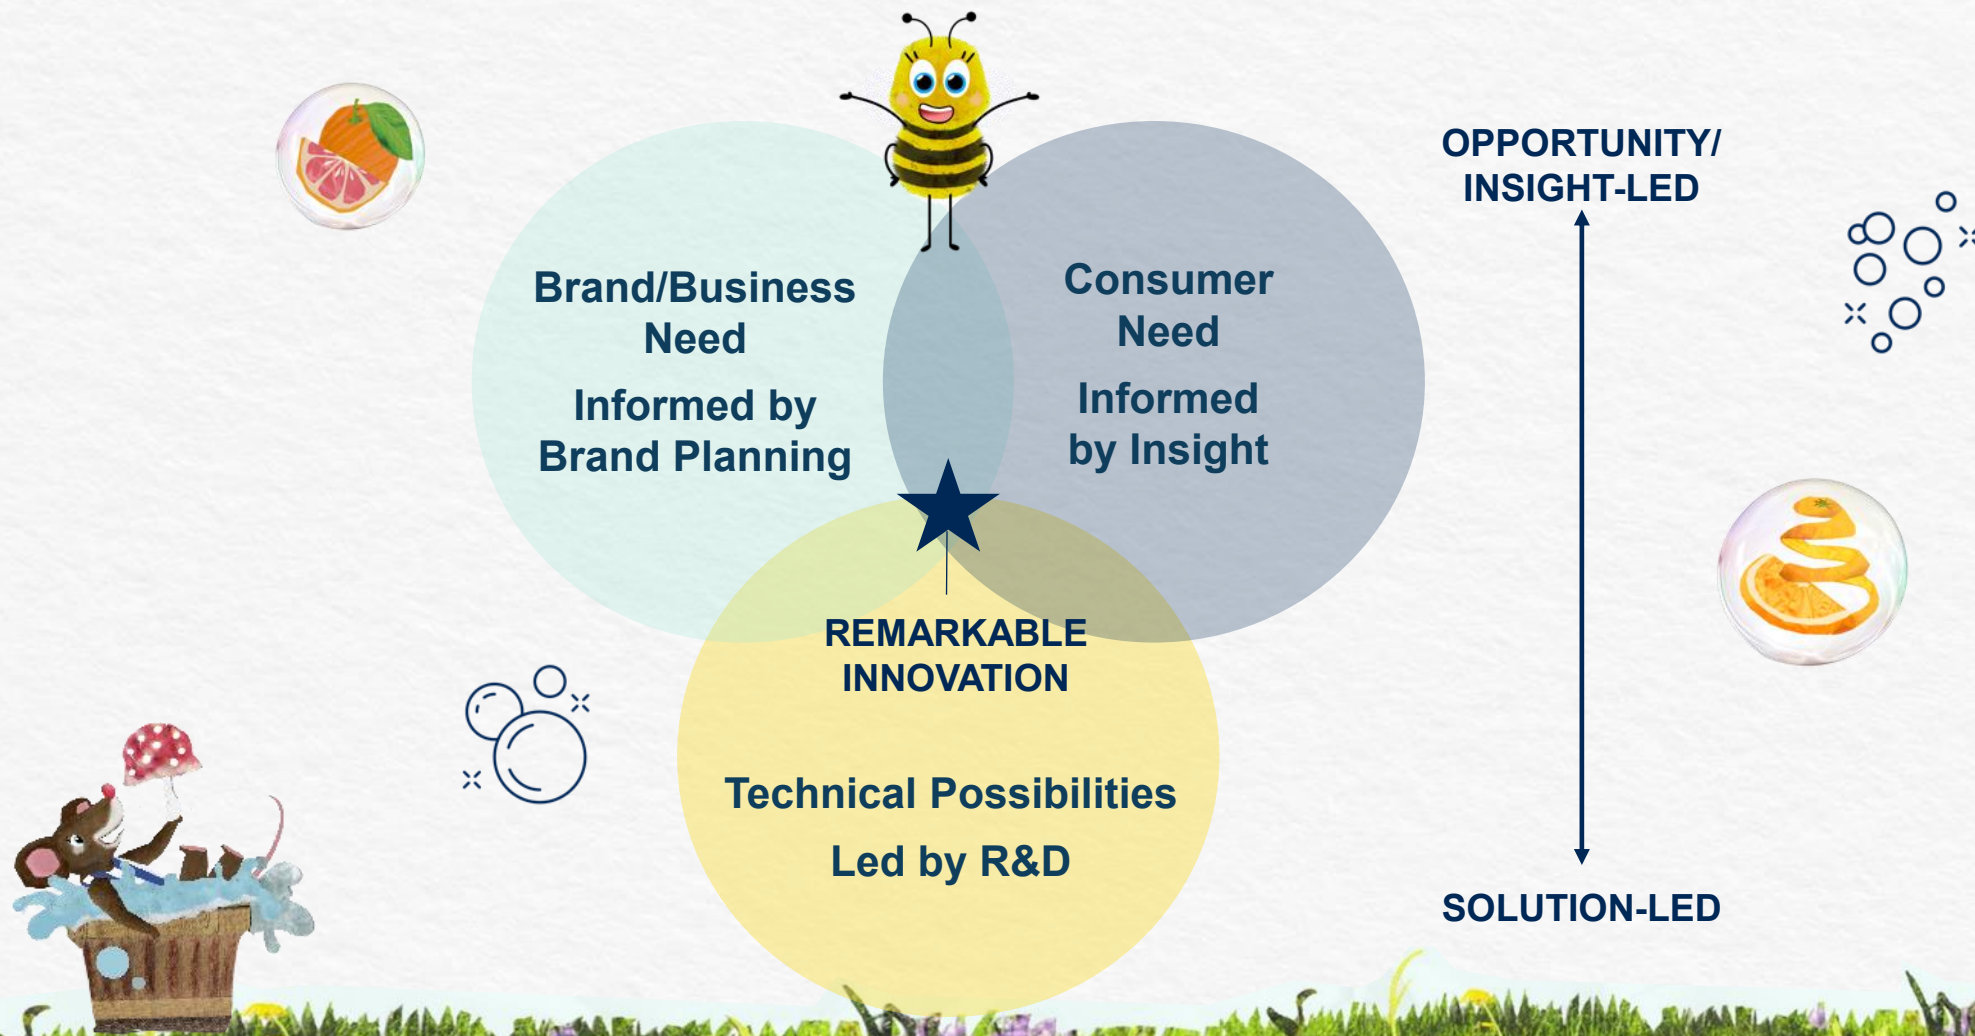 Brand/Business
Need
Informed by
Brand Planning
Consumer
Need
Informed
by Insight
REMARKABLE
INNOVATION
Technical Possibilities
Led by R&D
OPPORTUNITY/
INSIGHT-LED
SOLUTION-LED